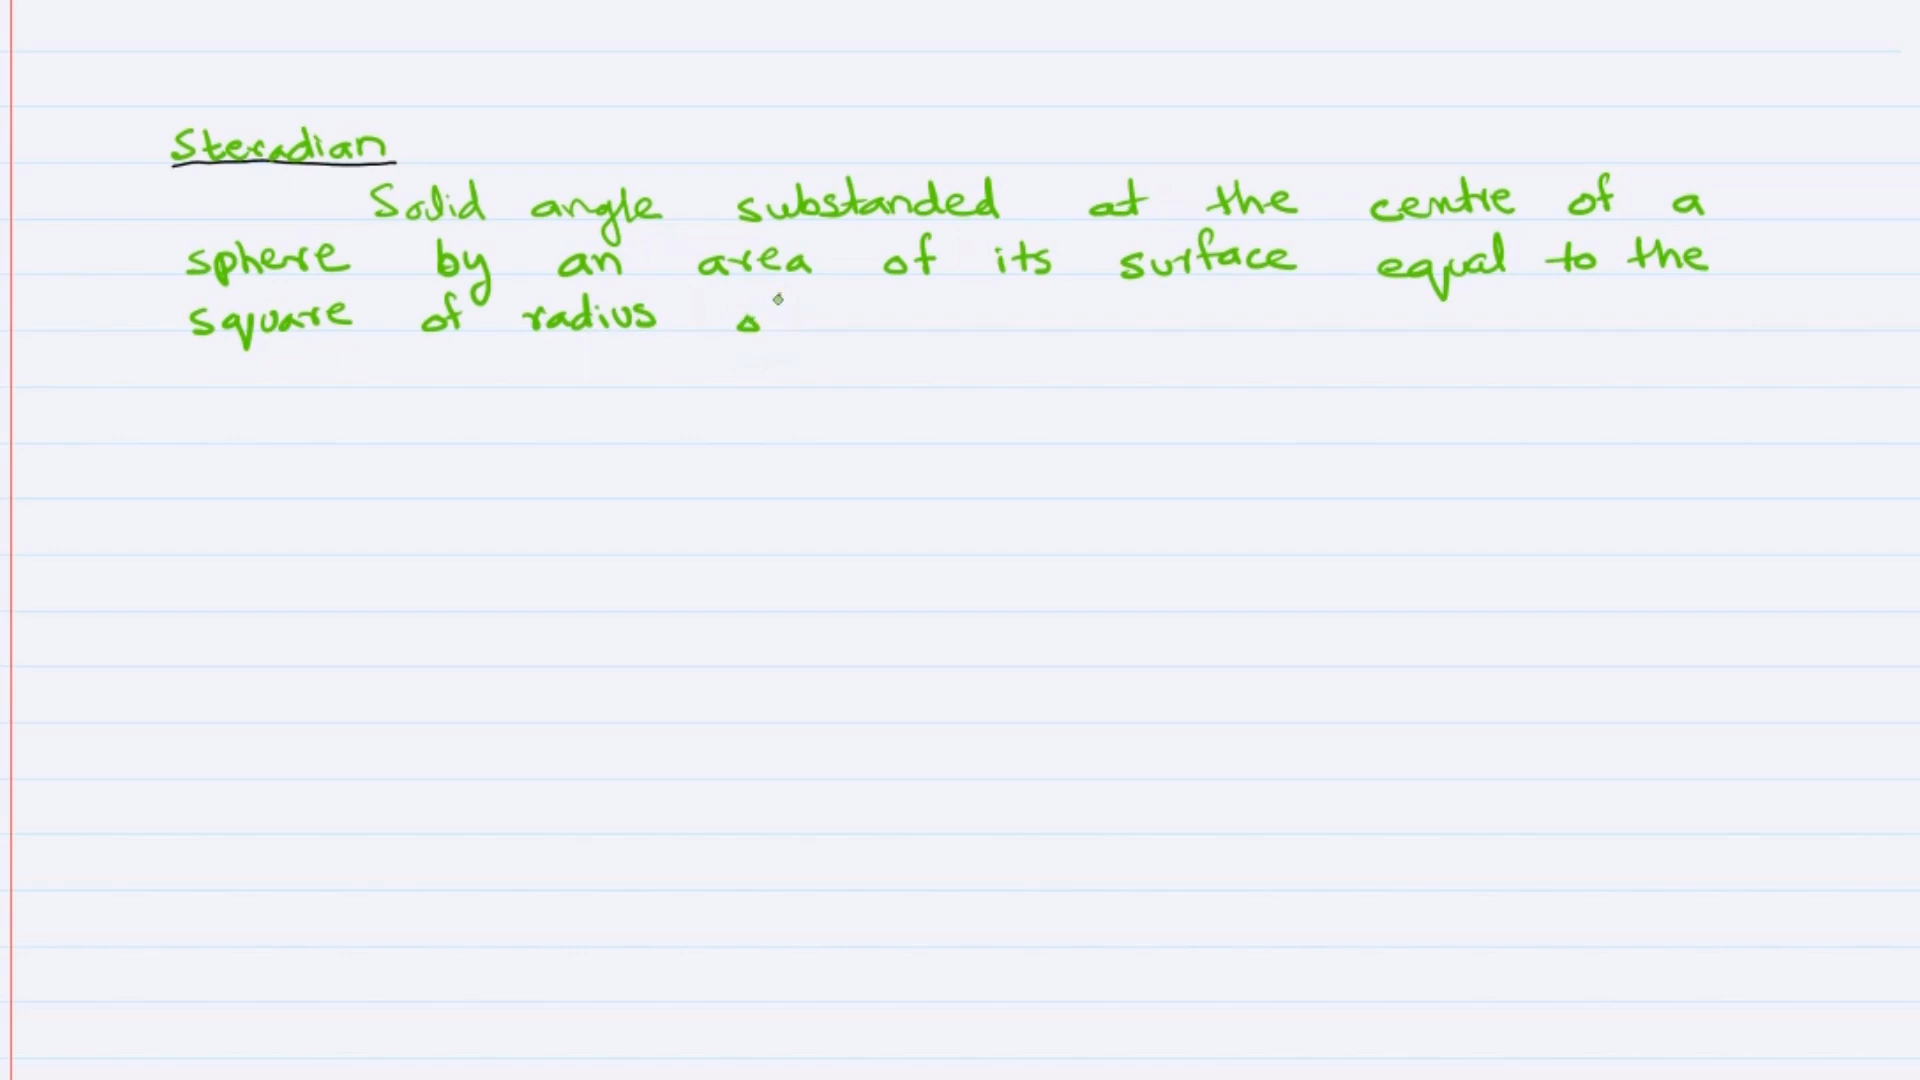 Steradian
Solid angle substanded at the centre of a
sphere by an area of its surface equal to the
square of radius o